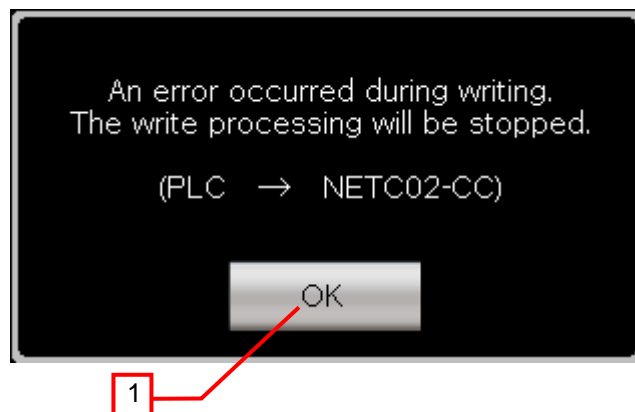 An error occurred during writing.
The write processing will be stopped.
(PLC → NETC02-CC)
OK
1